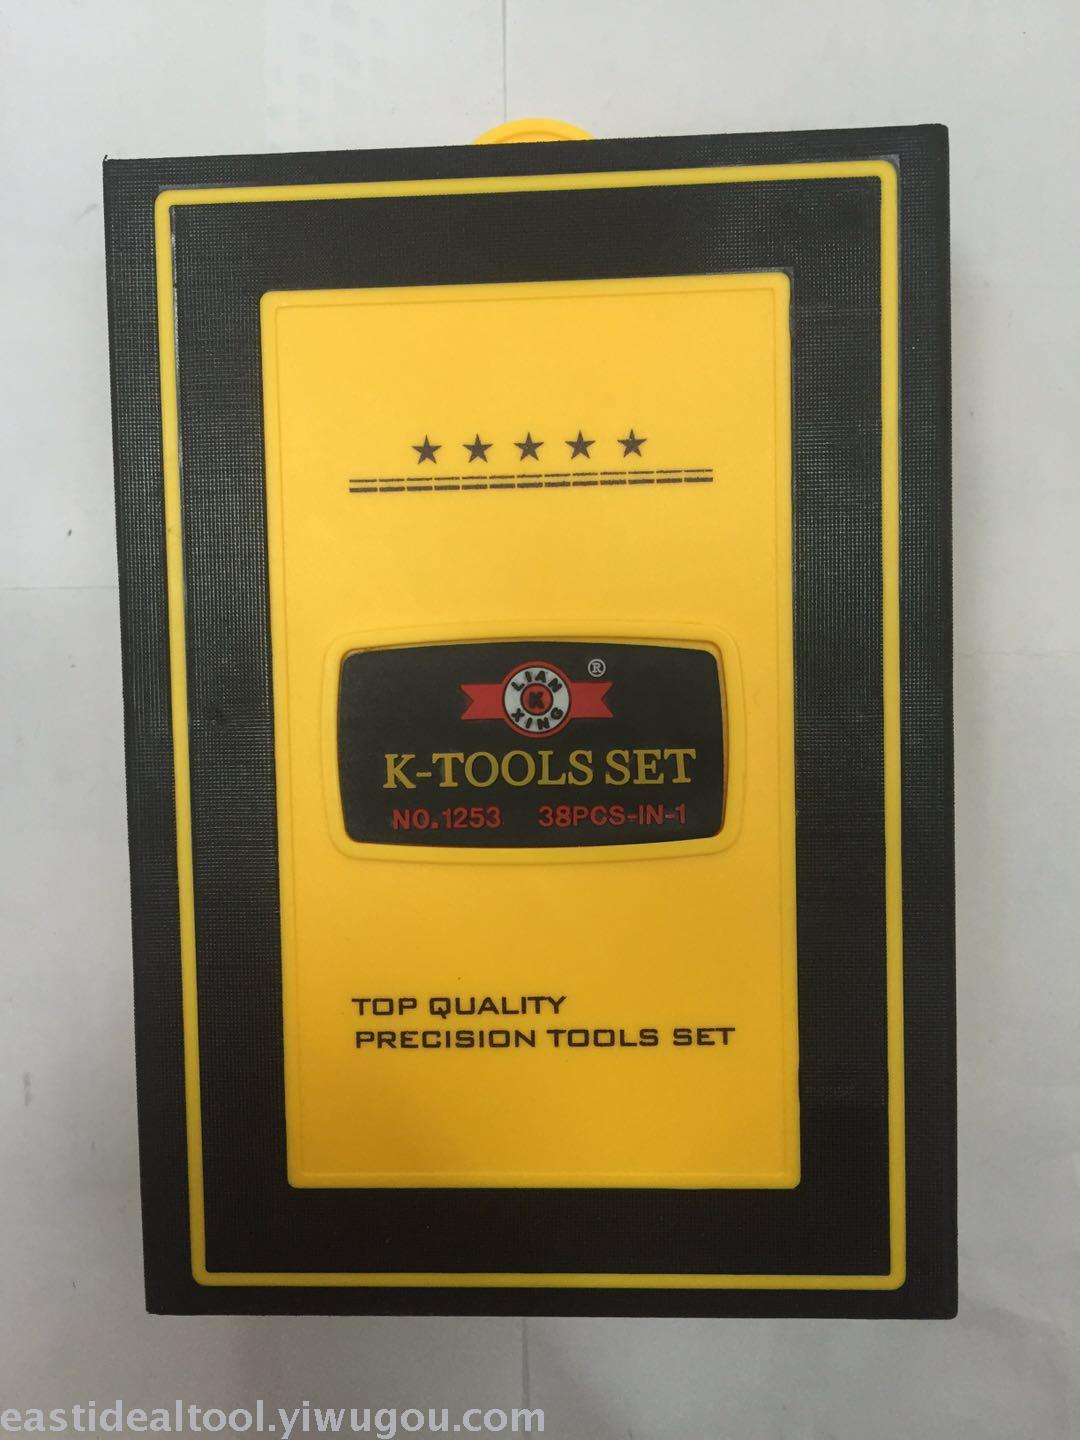 LIAN
K
XING
®
K-TOOLS SET
NO.1253 38PCS-IN-1
TOP QUALITY
PRECISION TOOLS SET
eastidealtool.yiwugou.com